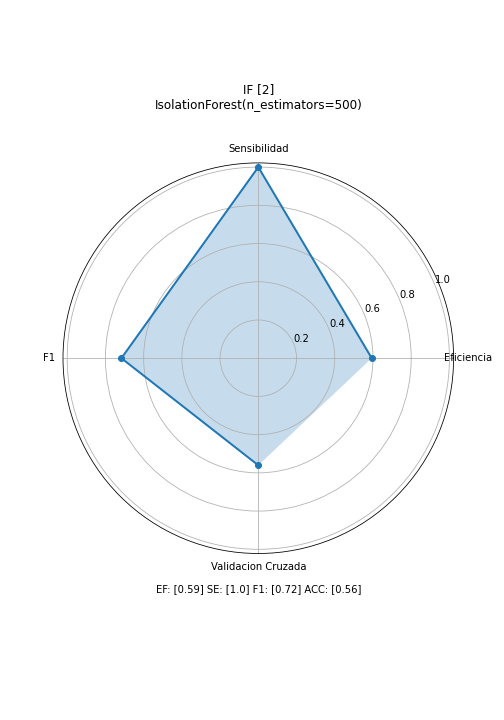 IF [2]
IsolationForest(n_estimators=500)
Sensibilidad
1.0
0.8
0.6
0.4
0.2
F1
Eficiencia
Validacion Cruzada
EF: [0.59] SE: [1.0] F1: [0.72] ACC: [0.56]